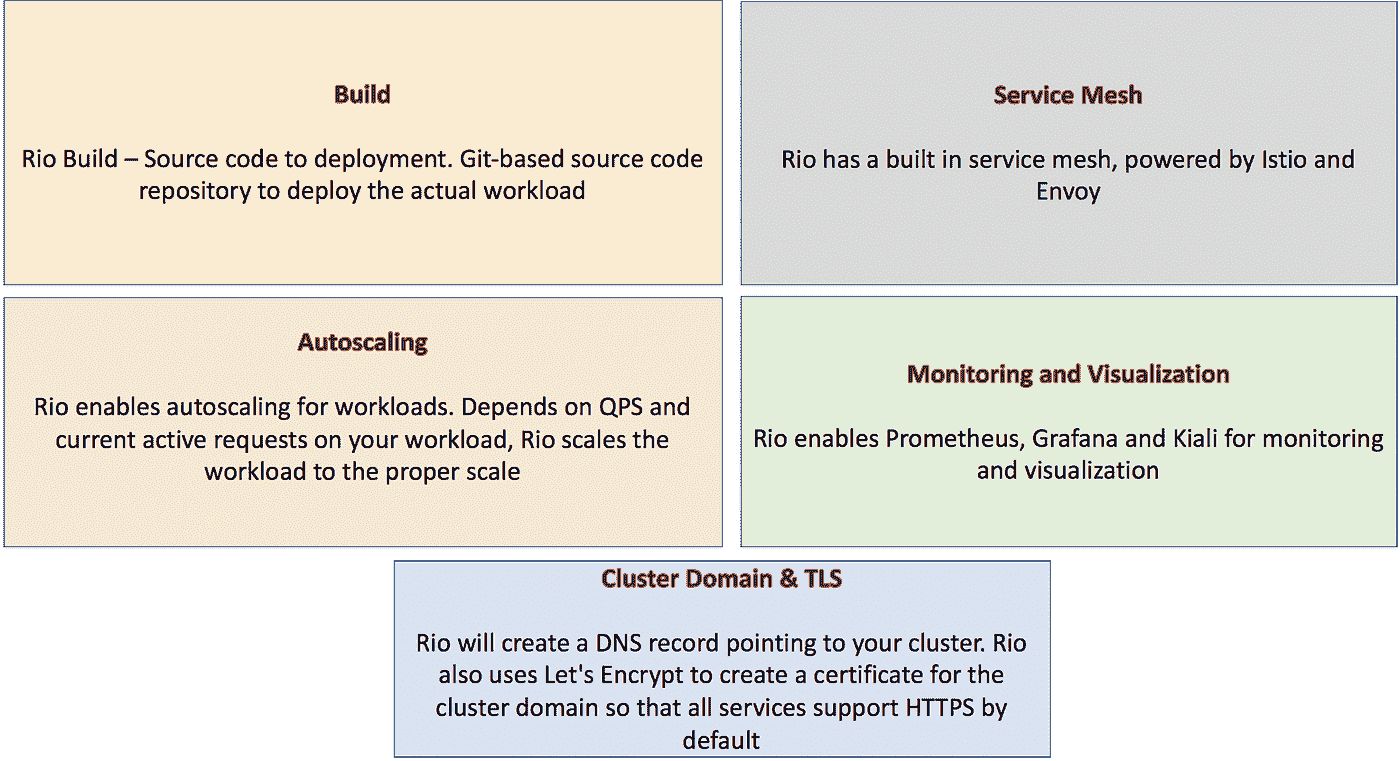 Build
Rio Build – Source code to deployment. Git-based source code
repository to deploy the actual workload
Service Mesh
Rio has a built in service mesh, powered by Istio and
Envoy
Autoscaling
Rio enables autoscaling for workloads. Depends on QPS and
current active requests on your workload, Rio scales the
workload to the proper scale
Monitoring and Visualization
Rio enables Prometheus, Grafana and Kiali for monitoring
and visualization
Cluster Domain & TLS
Rio will create a DNS record pointing to your cluster. Rio
also uses Let's Encrypt to create a certificate for the
cluster domain so that all services support HTTPS by
default